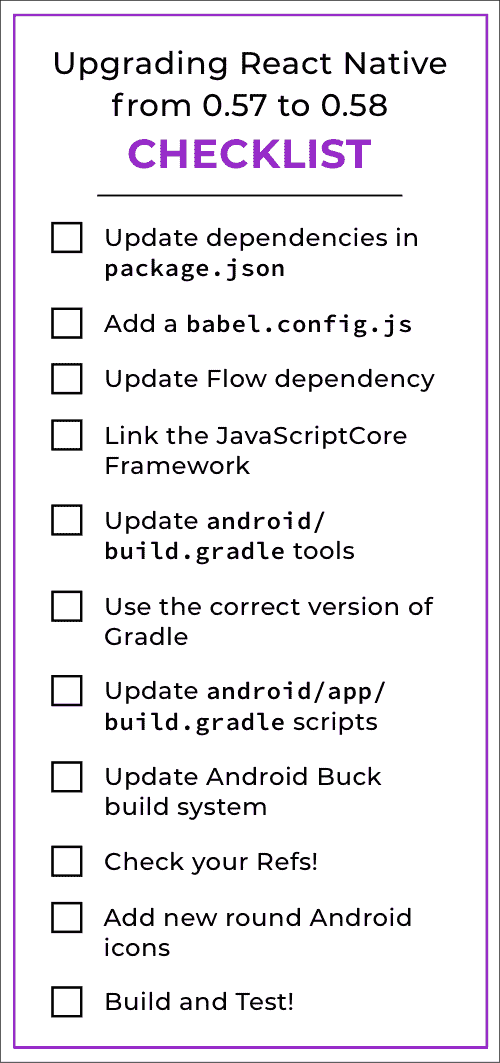 Upgrading React Native
from 0.57 to 0.58
CHECKLIST
Update dependencies in
package.json
Add a babel.config.js
Update Flow dependency
Link the JavaScriptCore
Framework
Update android/
build.gradle tools
Use the correct version of
Gradle
Update android/app/
build.gradle scripts
Update Android Buck
build system
Check your Refs!
Add new round Android
icons
Build and Test!